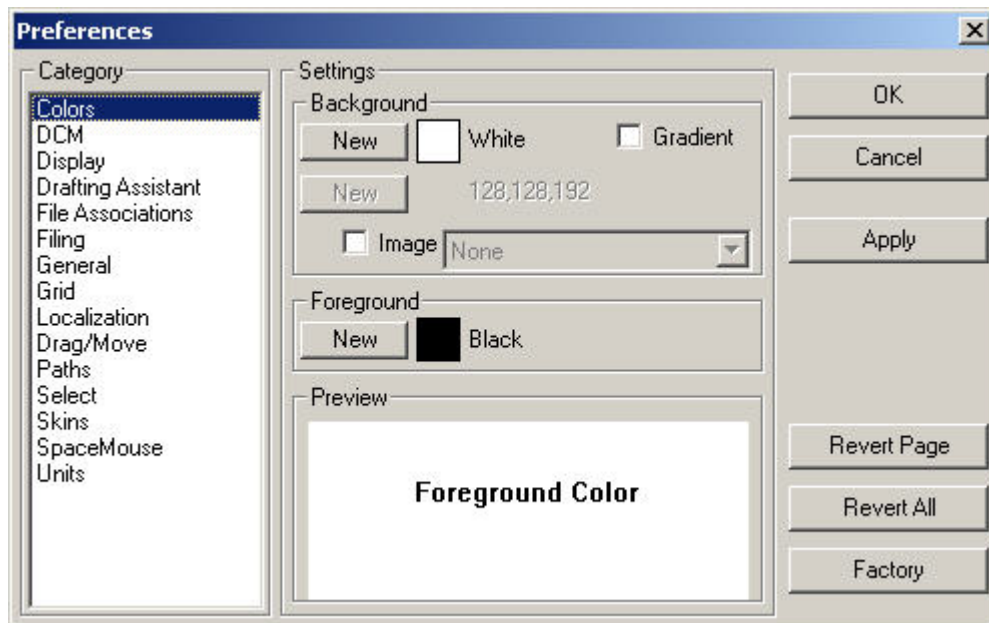 Preferences
Category
Colors
DCM
Display
Drafting Assistant
File Associations
Filing
General
Grid
Localization
Drag/Move
Paths
Select
Skins
SpaceMouse
Units
Settings
Background
New White Gradient
New 128,128,192
Image None
Foreground
New Black
Preview
Foreground Color
OK
Cancel
Apply
Revert Page
Revert All
Factory